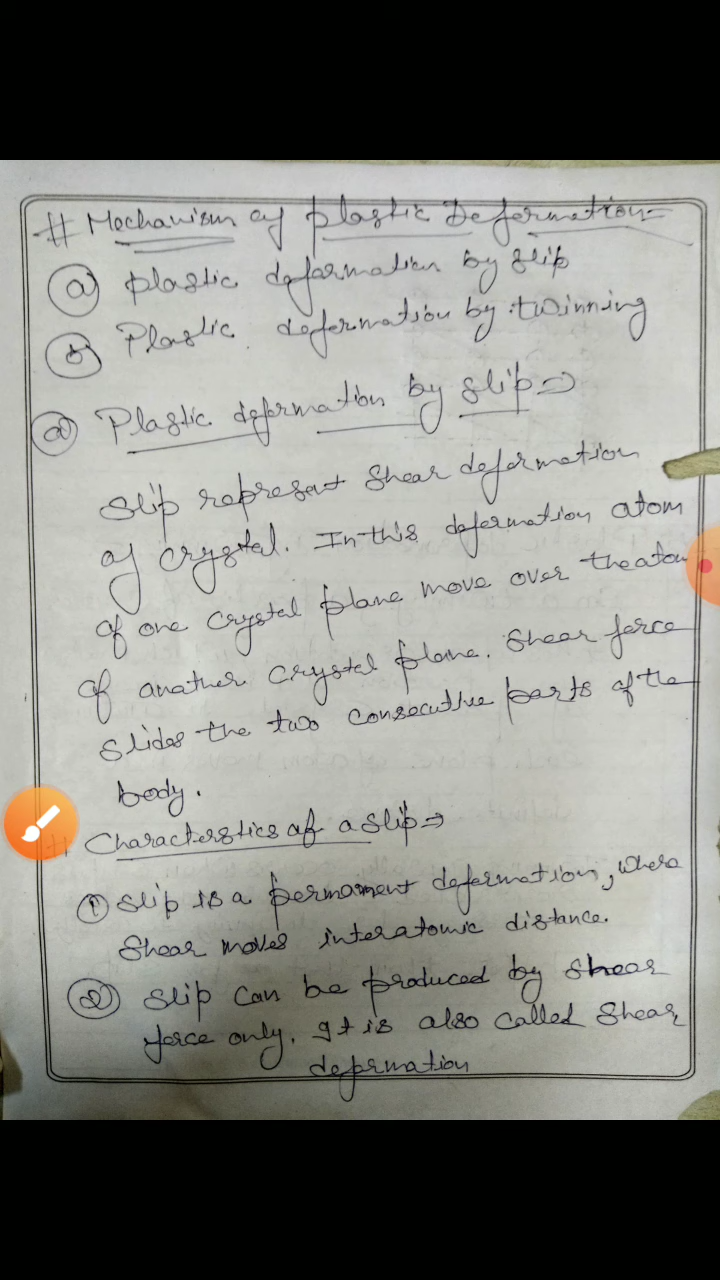 # Mechanism of plastic Deformation=
(a) plastic deformation by slip
(b) Plastic deformation by twinning
(a) Plastic deformation by slip⇒
Slip represent shear deformation
of crystal. In this deformation atom
of one crystal plane move over the atom
of another crystal plane. Shear force
slides the two consecutive parts of the
body.
# Characterstics of a slip⇒
(1) Slip is a permanent deformation, where
Shear moves interatomic distance.
(2) Slip can be produced by shear
force only. It is also called Shear
deformation